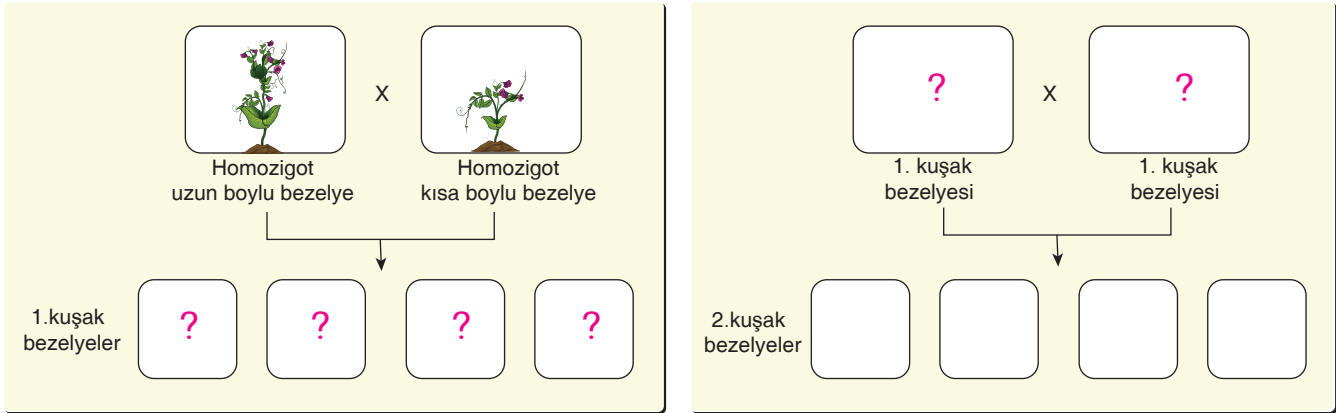 X
Homozigot
uzun boylu bezelye
Homozigot
kısa boylu bezelye
1.kuşak
bezelyeler
?
?
?
?
?
X
?
1. kuşak
bezelyesi
1. kuşak
bezelyesi
2.kuşak
bezelyeler